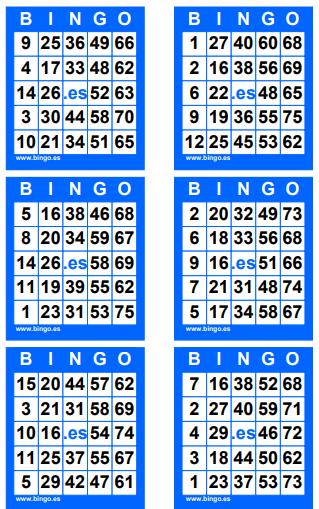 B I N G O
9 25 36 49 66
4 17 33 48 62
14 26 .es 52 63
3 30 44 58 70
10 21 34 51 65
www.bingo.es
B I N G O
1 27 40 60 68
2 16 38 56 69
6 22 .es 48 65
9 19 36 55 75
12 25 45 53 62
www.bingo.es
B I N G O
5 16 38 46 68
8 20 34 59 67
14 26 .es 58 69
11 19 39 55 62
1 23 31 53 75
www.bingo.es
B I N G O
2 20 32 49 73
6 18 33 56 68
9 16 .es 51 66
7 21 31 48 74
5 17 34 58 67
www.bingo.es
B I N G O
15 20 44 57 62
3 21 31 58 69
10 16 .es 54 74
11 25 37 55 67
5 29 42 47 61
www.bingo.es
B I N G O
7 16 38 52 68
2 27 40 59 71
4 29 .es 46 72
3 18 44 50 62
1 23 37 53 73
www.bingo.es